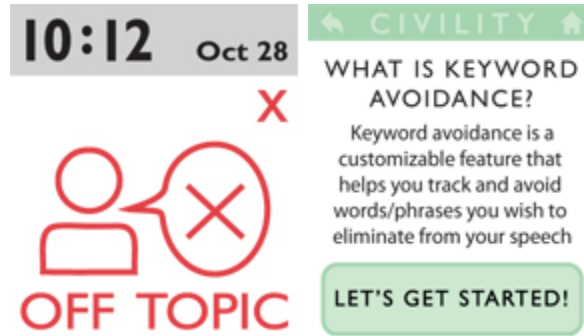 10:12 Oct 28
X
OFF TOPIC
CIVILITY
WHAT IS KEYWORD
AVOIDANCE?
Keyword avoidance is a
customizable feature that
helps you track and avoid
words/phrases you wish to
eliminate from your speech
LET'S GET STARTED!